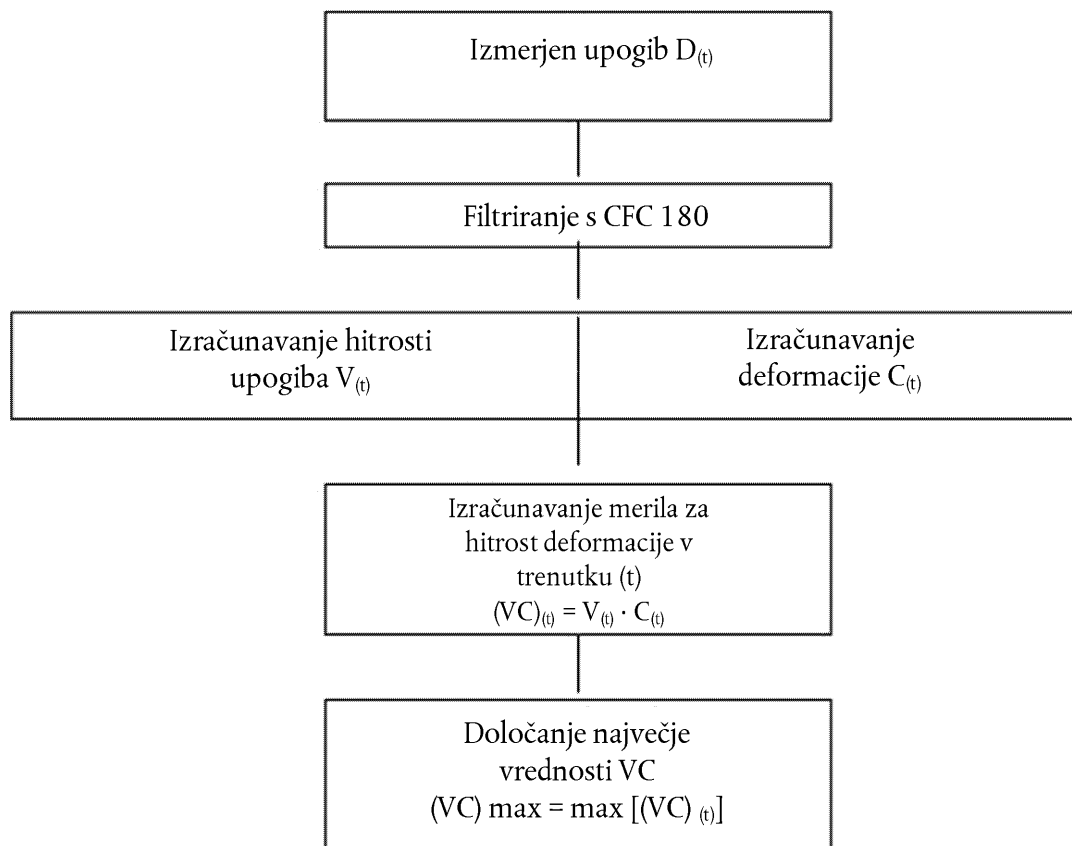 Izmerjen upogib D(t)
Filtriranje s CFC 180
Izračunavanje hitrosti
upogiba V(t)
Izračunavanje
deformacije C(t)
Izračunavanje merila za
hitrost deformacije v
trenutku (t)
(VC)(t) = V(t) · C(t)
Določanje največje
vrednosti VC
(VC) max = max [(VC) (t)]